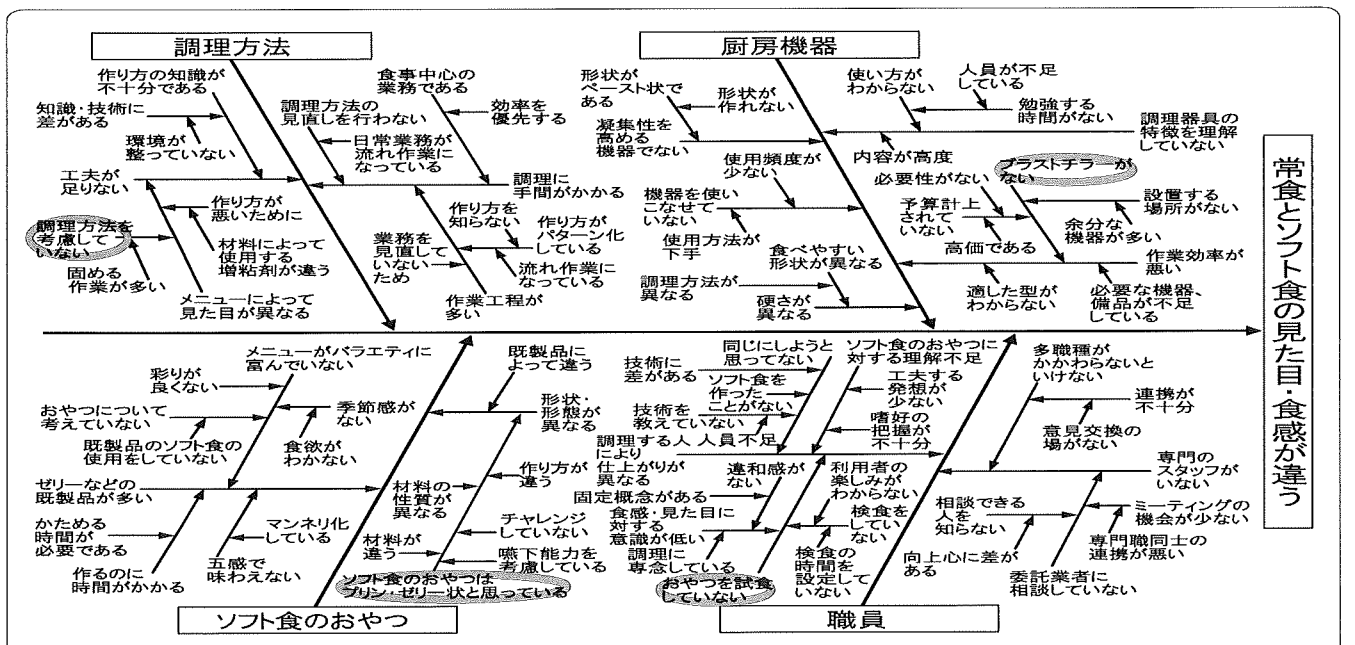 調理方法
作り方の知識が
不十分である
知識・技術に
差がある
環境が
整っていない
工夫が
足りない
作り方が
悪いために
調理方法を
考慮して
いない
材料によって
使用する
増粘剤が違う
固める
作業が多い
メニューによって
見た目が異なる
食事中心の
業務である
調理方法の
見直しを行わない
効率を
優先する
日常業務が
流れ作業に
なっている
調理に
手間がかかる
作り方を
知らない
作り方が
パターン化
している
業務を
見直して
いない
ため
流れ作業に
なっている
作業工程が
多い
厨房機器
形状が
ペースト状で
ある
形状が
作れない
凝集性を
高める
機器でない
使い方が
わからない
人員が不足
している
勉強する
時間がない
調理器具の
特徴を理解
していない
内容が高度
使用頻度が
少ない
機器を使い
こなせて
いない
使用方法が
下手
ブラストチラーが
ない
必要性がない
設置する
場所がない
予算計上
されて
いない
余分な
機器が多い
高価である
食べやすい
形状が異なる
調理方法が
異なる
硬さが
異なる
作業効率が
悪い
適した型が
わからない
必要な機器、
備品が不足
している
常食とソフト食の見た目・食感が違う
メニューがバラエティに
富んでいない
彩りが
良くない
季節感が
ない
おやつについて
考えていない
既製品のソフト食の
使用をしていない
食欲が
わかない
ゼリーなどの
既製品が多い
かためる
時間が
必要である
マンネリ化
している
作るのに
時間がかかる
五感で
味わえない
既製品に
よって違う
形状・
形態が
異なる
作り方が
違う
材料の
性質が
異なる
チャレンジ
していない
材料が
違う
嚥下能力を
考慮している
ソフト食のおやつは
プリン・ゼリー状と思っている
ソフト食のおやつ
同じにしようと
思ってない
技術に
差がある
ソフト食を
作った
ことがない
技術を
教えていない
ソフト食のおやつに
対する理解不足
工夫する
発想が
少ない
嗜好の
把握が
不十分
調理する人
により
仕上がりが
異なる
人員不足
違和感が
ない
利用者の
楽しみが
わからない
固定概念がある
食感・見た目に
対する
意識が低い
検食を
してい
ない
調理に
専念している
検食の
時間を
設定して
いない
おやつを試食
していない
多職種が
かかわらないと
いけない
連携が
不十分
意見交換の
場がない
専門の
スタッフが
いない
相談できる
人を
知らない
ミーティングの
機会が少ない
向上心に差が
ある
専門職同士の
連携が悪い
委託業者に
相談していない
職員